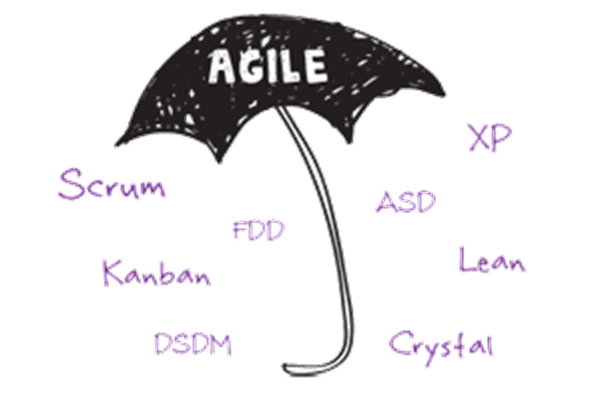 AGILE
XP
Scrum
ASD
FDD
Lean
Kanban
DSDM
Crystal